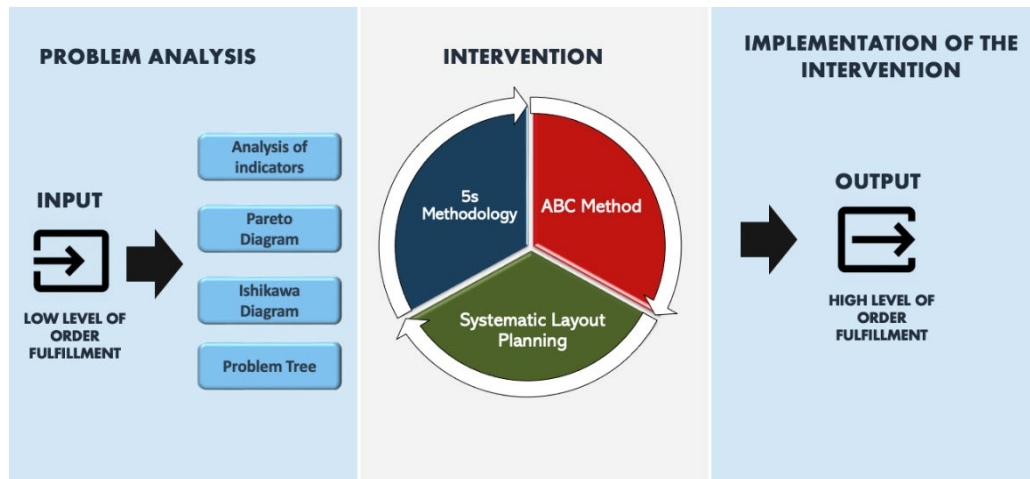 PROBLEM ANALYSIS
INPUT
LOW LEVEL OF
ORDER
FULFILLMENT
Analysis of
indicators
Pareto
Diagram
Ishikawa
Diagram
Problem Tree
INTERVENTION
5s
Methodology
ABC Method
Systematic Layout
Planning
IMPLEMENTATION OF THE
INTERVENTION
OUTPUT
HIGH LEVEL OF
ORDER
FULFILLMENT